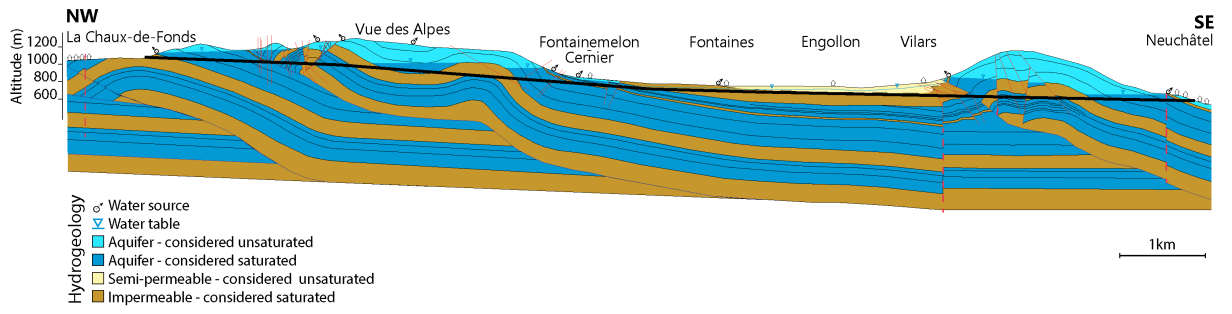 NW
SE
La Chaux-de-Fonds
Vue des Alpes
Fontainemelon
Cernier
Fontaines
Engollon
Vilars
Neuchâtel
Altitude (m)
1200
1000
800
600
Hydrogeology
Water source
Water table
Aquifer - considered unsaturated
Aquifer - considered saturated
Semi-permeable - considered  unsaturated
Impermeable - considered saturated
1km